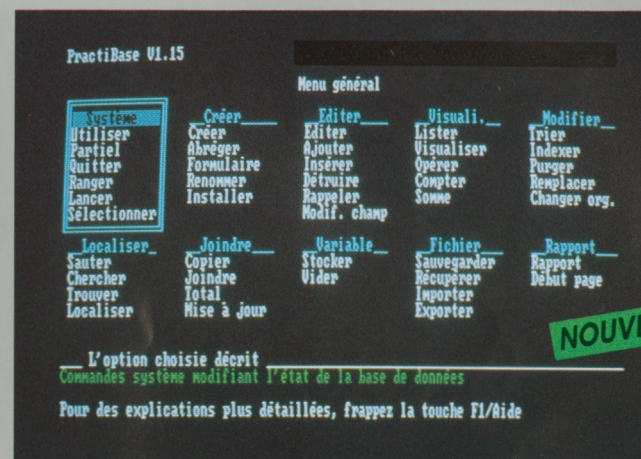 PractiBase V1.15
Menu général
Système
Utiliser
Partiel
Quitter
Ranger
Lancer
Sélectionner
Créer
Créer
Abréger
Formulaire
Renommer
Installer
Editer
Editer
Ajouter
Insérer
Détruire
Rappeler
Modif. champ
Visuali.
Lister
Visualiser
Opérer
Compter
Somme
Modifier
Trier
Indexer
Purger
Remplacer
Changer org.
Localiser
Sauter
Chercher
Trouver
Localiser
Joindre
Copier
Joindre
Total
Mise à jour
Variable
Stocker
Vider
Fichier
Sauvegarder
Récupérer
Importer
Exporter
Rapport
Rapport
Début page
NOUV
L'option choisie décrit
Commandes système modifiant l'état de la base de données
Pour des explications plus détaillées, frappez la touche F1/Aide